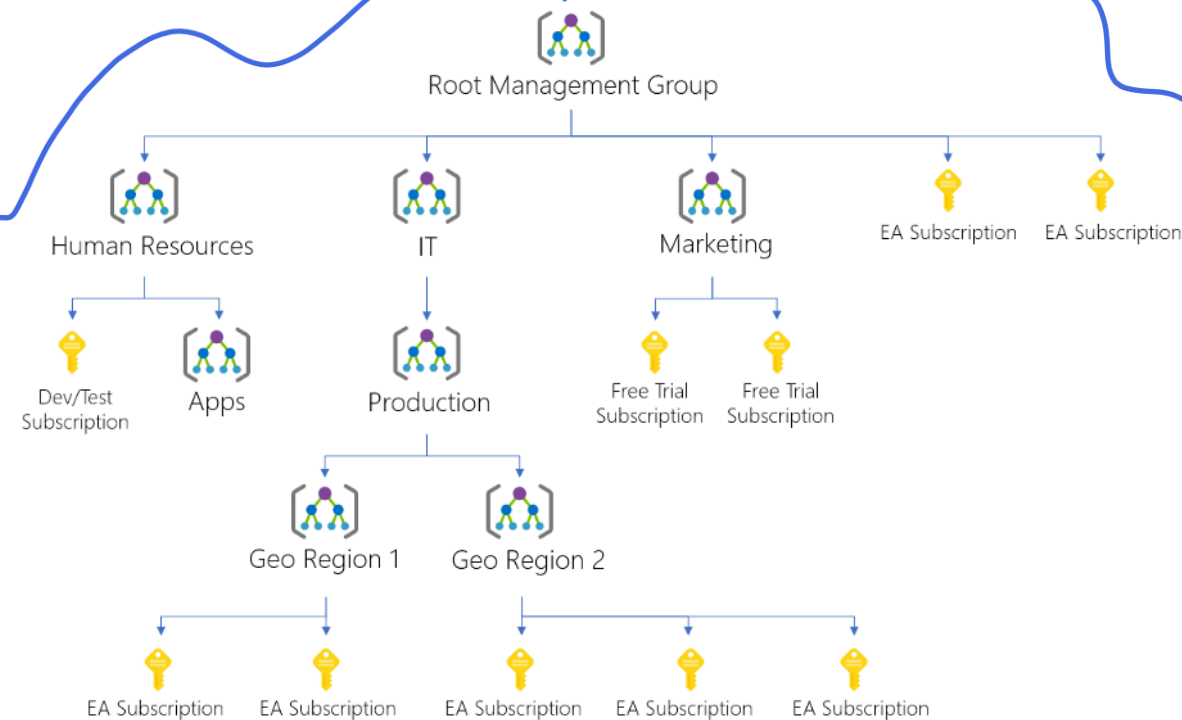 Root Management Group
Human Resources
IT
Marketing
EA Subscription
EA Subscription
Dev/Test
Subscription
Apps
Production
Free Trial
Subscription
Free Trial
Subscription
Geo Region 1
Geo Region 2
EA Subscription
EA Subscription
EA Subscription
EA Subscription
EA Subscription